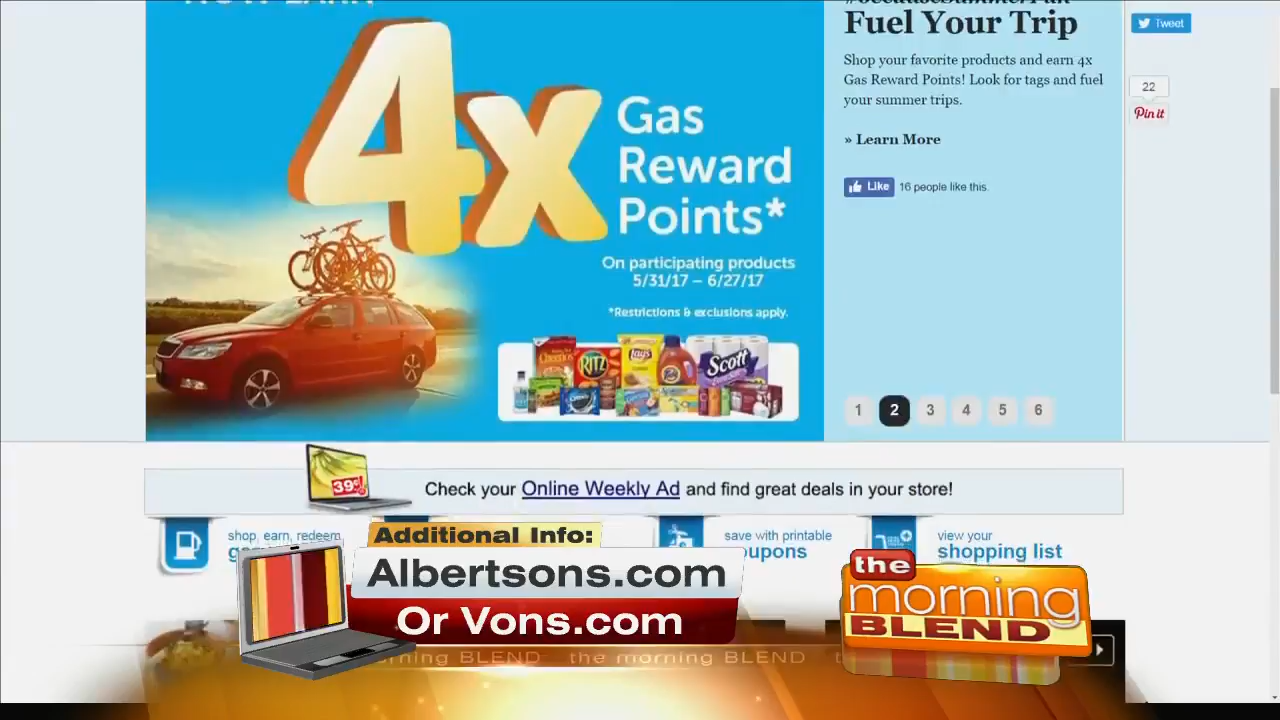 NOW EARN
4x
Gas
Reward
Points*
On participating products
5/31/17 – 6/27/17
*Restrictions & exclusions apply.
Cheerios
RITZ
Lay's
Tide
Scott
#BecauseSummerFun
Fuel Your Trip
Shop your favorite products and earn 4x
Gas Reward Points! Look for tags and fuel
your summer trips.
» Learn More
Like 16 people like this.
1 2 3 4 5 6
Tweet
22
Pin it
39¢
Check your Online Weekly Ad and find great deals in your store!
shop, earn, redeem
save with printable
coupons
view your
shopping list
Additional Info:
Albertsons.com
Or Vons.com
the
morning
BLEND
morning BLEND the morning BLEND